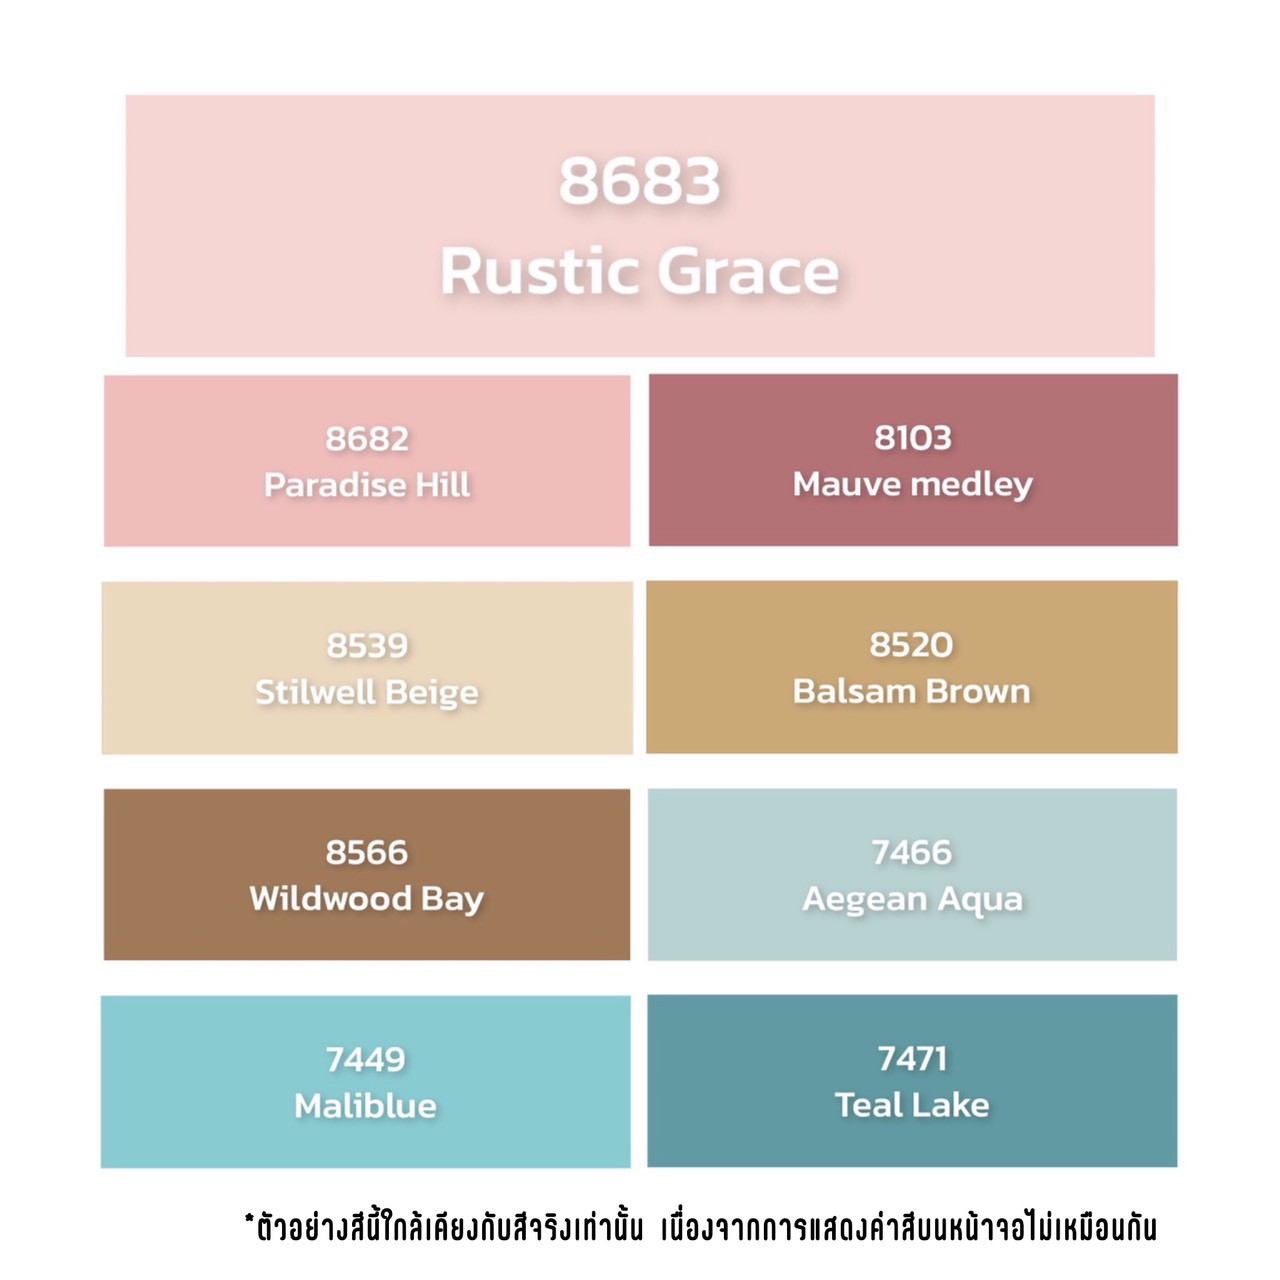 8683
Rustic Grace
8682
Paradise Hill
8103
Mauve medley
8539
Stilwell Beige
8520
Balsam Brown
8566
Wildwood Bay
7466
Aegean Aqua
7449
Maliblue
7471
Teal Lake
*ตัวอย่างสีนี้ใกล้เคียงกับสีจริงเท่านั้น เนื่องจากการแสดงค่าสีบนหน้าจอไม่เหมือนกัน